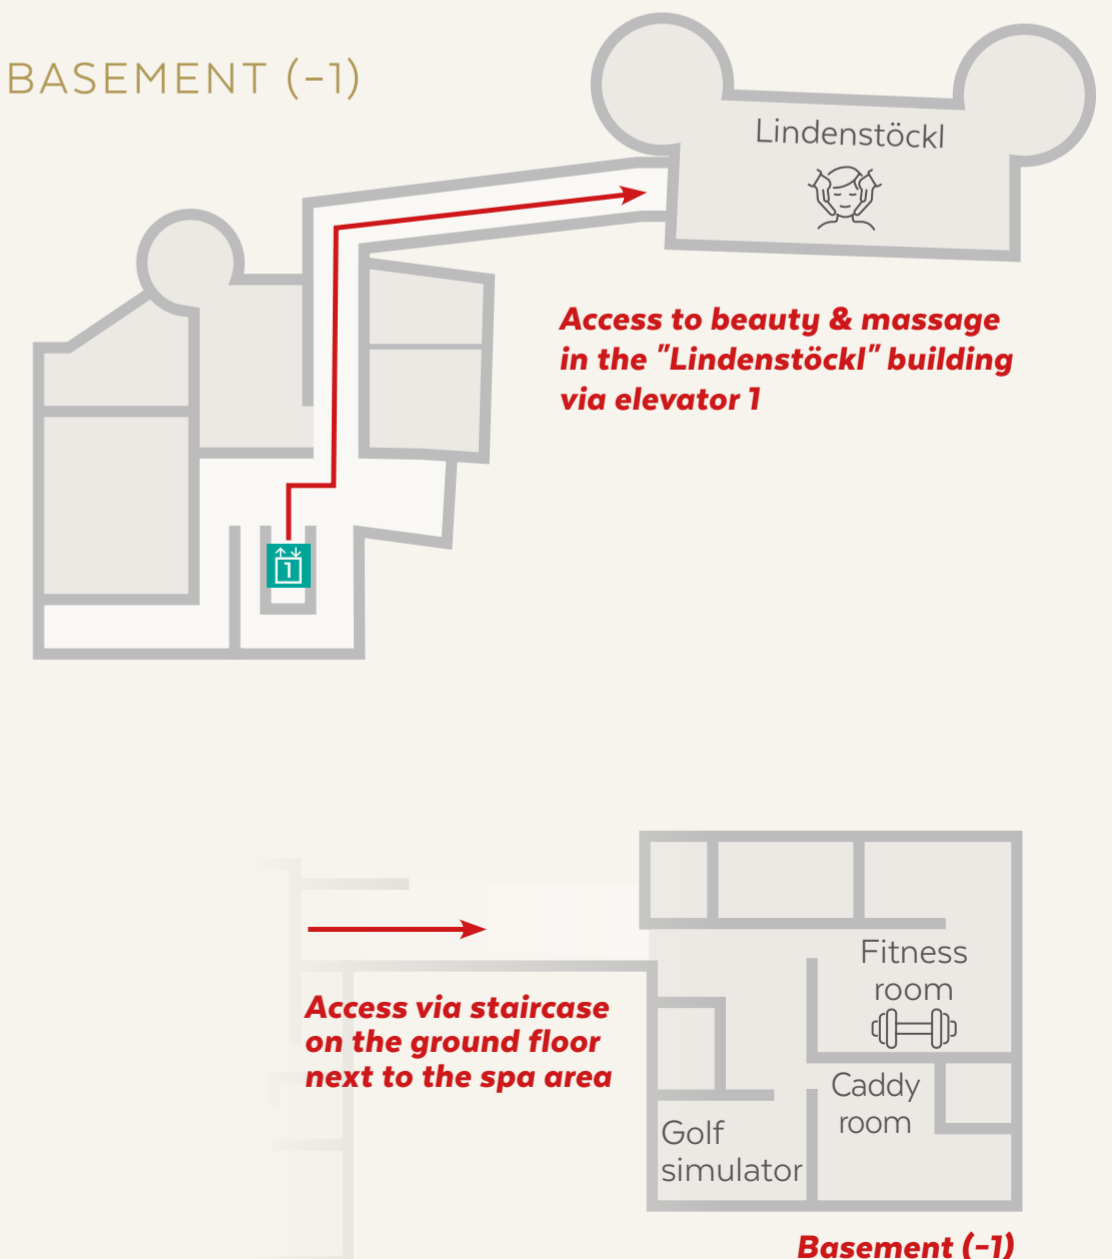 BASEMENT (-1)
Lindenstöckl
Access to beauty & massage
in the "Lindenstöckl" building
via elevator 1
1
Fitness
room
Access via staircase
on the ground floor
next to the spa area
Caddy
room
Golf
simulator
Basement (-1)